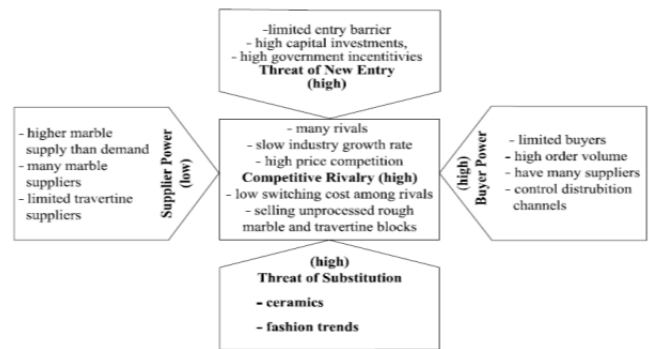 -limited entry barrier
- high capital investments,
- high government incentitivies
Threat of New Entry
(high)
- higher marble
supply than demand
- many marble
suppliers
- limited travertine
suppliers
Supplier Power
(low)
- many rivals
- slow industry growth rate
- high price competition
Competitive Rivalry (high)
- low switching cost among rivals
- selling unprocessed rough
marble and travertine blocks
(high)
Buyer Power
- limited buyers
- high order volume
- have many suppliers
- control distrubition
channels
(high)
Threat of Substitution
- ceramics
- fashion trends